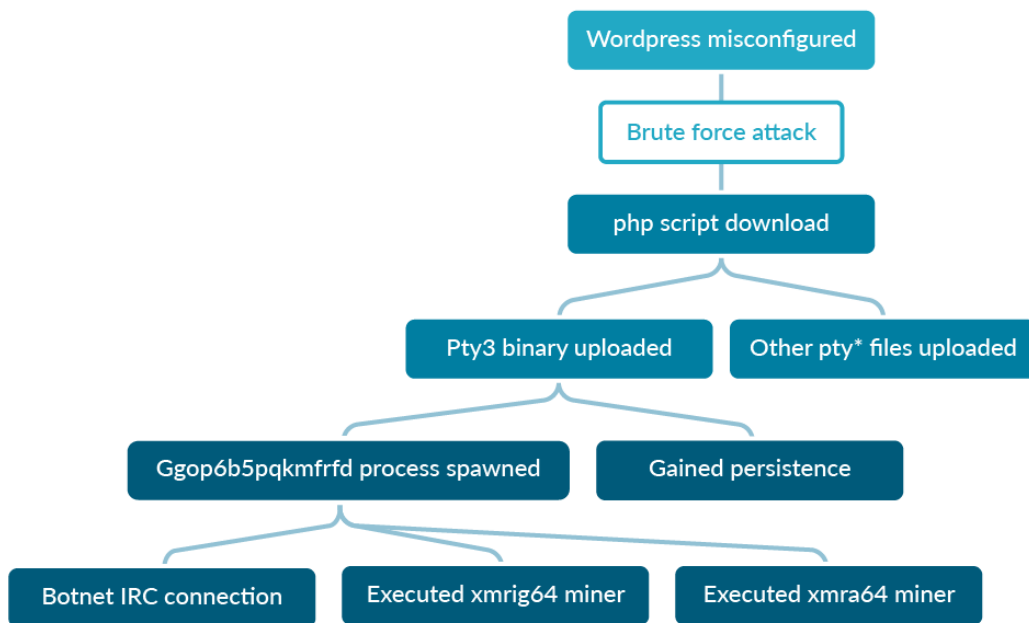 Wordpress misconfigured
Brute force attack
php script download
Pty3 binary uploaded
Other pty* files uploaded
Ggop6b5pqkmfrfd process spawned
Gained persistence
Botnet IRC connection
Executed xmrig64 miner
Executed xmra64 miner